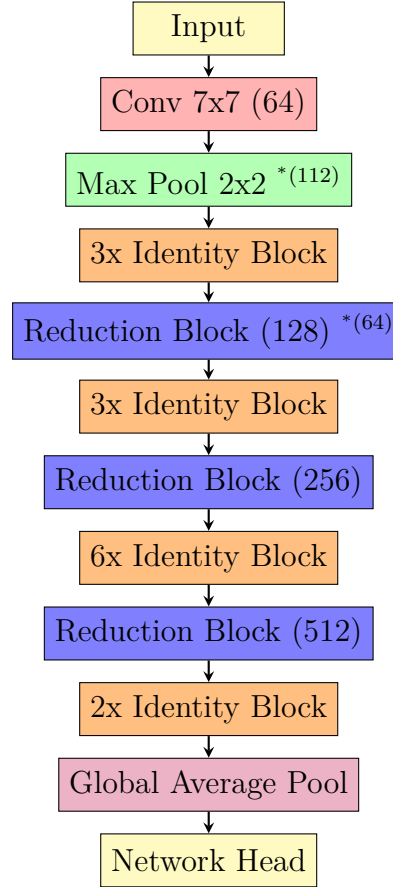 Input
Conv 7x7 (64)
Max Pool 2x2 *(112)
3x Identity Block
Reduction Block (128) *(64)
3x Identity Block
Reduction Block (256)
6x Identity Block
Reduction Block (512)
2x Identity Block
Global Average Pool
Network Head